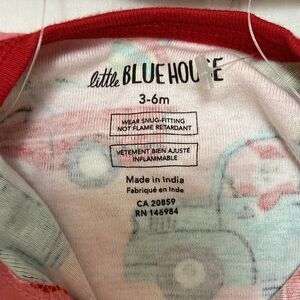 little BLUE HOUSE
3-6m
WEAR SNUG-FITTING
NOT FLAME RETARDANT
VÊTEMENT BIEN AJUSTÉ
INFLAMMABLE
Made in India
Fabriqué en Inde
CA 20859
RN 146984